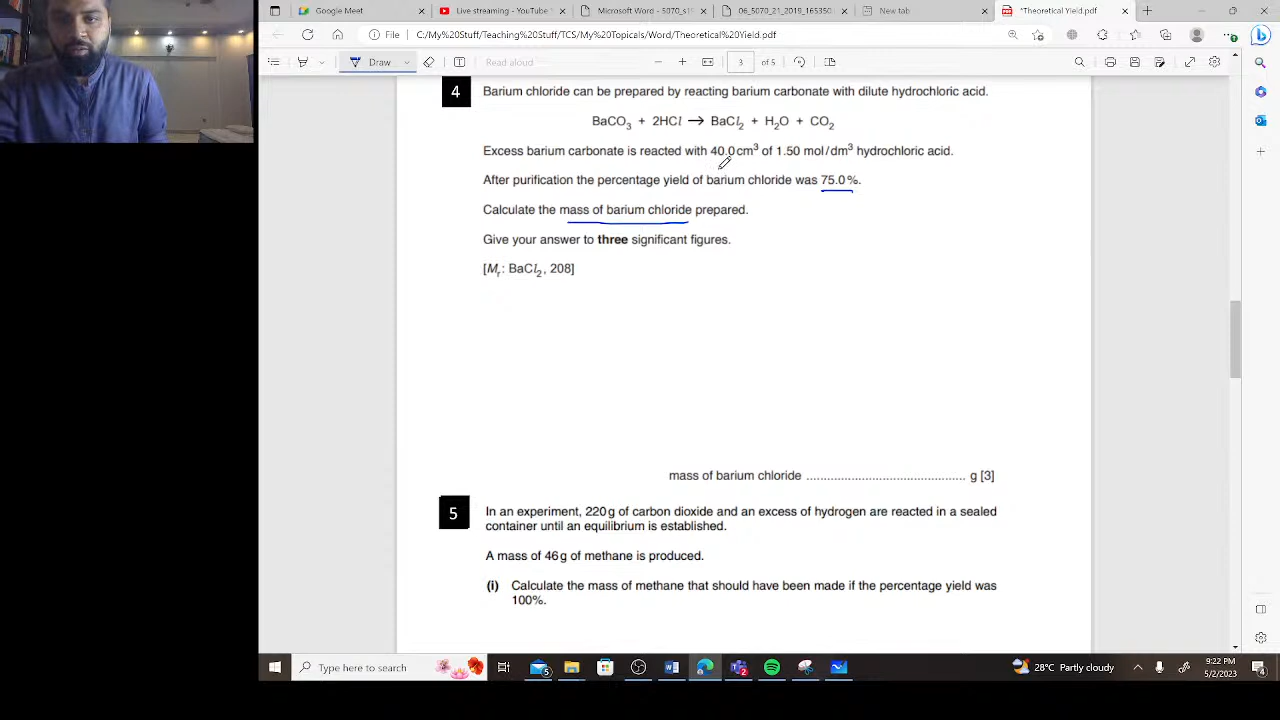 Google Meet
Live streaming - YouTube
Microsoft Word - 5070_s1
06_5070_21_2019_165350
New tab
*Theoretical Yield.pdf
File
C:/My%20Stuff/Teaching%20Stuff/TCS/My%20Topicals/Word/Theoretical%20Yield.pdf
Draw
Read aloud
3
of 5
4
Barium chloride can be prepared by reacting barium carbonate with dilute hydrochloric acid.
BaCO₃ + 2HCl → BaCl₂ + H₂O + CO₂
Excess barium carbonate is reacted with 40.0 cm³ of 1.50 mol/dm³ hydrochloric acid.
After purification the percentage yield of barium chloride was 75.0 %.
Calculate the mass of barium chloride prepared.
Give your answer to three significant figures.
[Mᵣ: BaCl₂, 208]
mass of barium chloride .............................................. g [3]
5
In an experiment, 220 g of carbon dioxide and an excess of hydrogen are reacted in a sealed
container until an equilibrium is established.
A mass of 46 g of methane is produced.
(i) Calculate the mass of methane that should have been made if the percentage yield was
100%.
Type here to search
28°C Partly cloudy
3:22 PM
5/2/2023